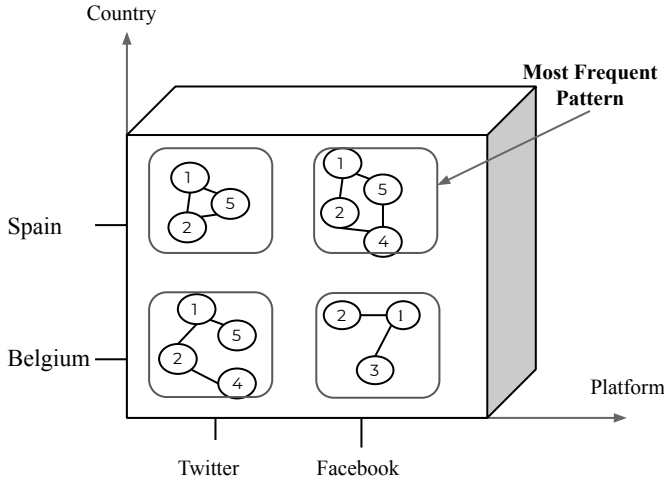 Country
Most Frequent
Pattern
1
5
2
1
5
2
4
Spain
1
5
2
4
2
1
3
Belgium
Platform
Twitter
Facebook